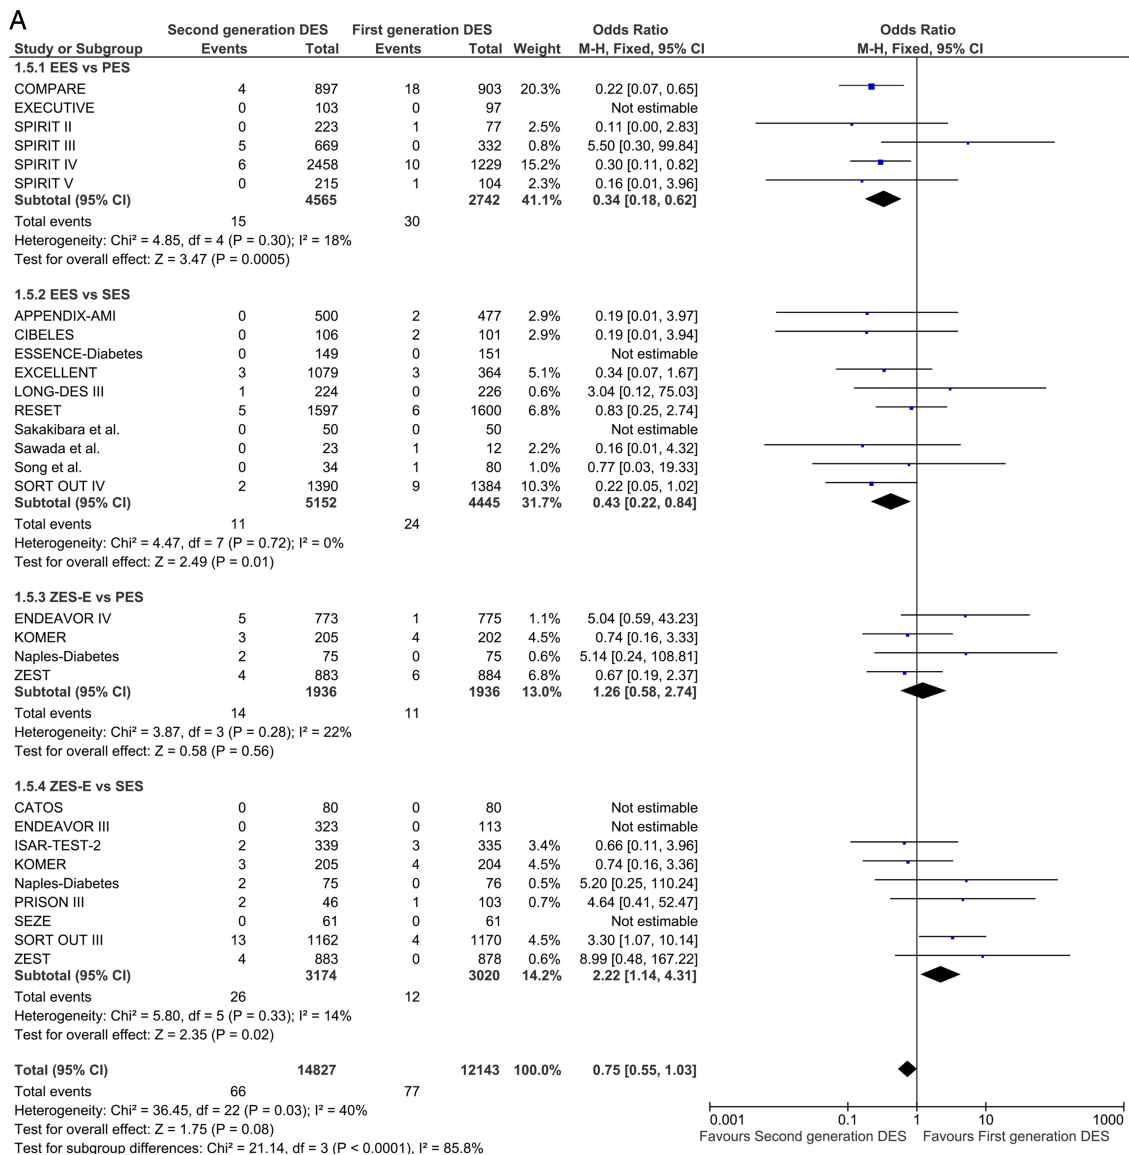 A
Second generation DES First generation DES Odds Ratio Odds Ratio
Study or Subgroup Events Total Events Total Weight M-H, Fixed, 95% CI M-H, Fixed, 95% CI
1.5.1 EES vs PES
COMPARE 4 897 18 903 20.3% 0.22 [0.07, 0.65]
EXECUTIVE 0 103 0 97 Not estimable
SPIRIT II 0 223 1 77 2.5% 0.11 [0.00, 2.83]
SPIRIT III 5 669 0 332 0.8% 5.50 [0.30, 99.84]
SPIRIT IV 6 2458 10 1229 15.2% 0.30 [0.11, 0.82]
SPIRIT V 0 215 1 104 2.3% 0.16 [0.01, 3.96]
Subtotal (95% CI) 4565 2742 41.1% 0.34 [0.18, 0.62]
Total events 15 30
Heterogeneity: Chi² = 4.85, df = 4 (P = 0.30); I² = 18%
Test for overall effect: Z = 3.47 (P = 0.0005)
1.5.2 EES vs SES
APPENDIX-AMI 0 500 2 477 2.9% 0.19 [0.01, 3.97]
CIBELES 0 106 2 101 2.9% 0.19 [0.01, 3.94]
ESSENCE-Diabetes 0 149 0 151 Not estimable
EXCELLENT 3 1079 3 364 5.1% 0.34 [0.07, 1.67]
LONG-DES III 1 224 0 226 0.6% 3.04 [0.12, 75.03]
RESET 5 1597 6 1600 6.8% 0.83 [0.25, 2.74]
Sakakibara et al. 0 50 0 50 Not estimable
Sawada et al. 0 23 1 12 2.2% 0.16 [0.01, 4.32]
Song et al. 0 34 1 80 1.0% 0.77 [0.03, 19.33]
SORT OUT IV 2 1390 9 1384 10.3% 0.22 [0.05, 1.02]
Subtotal (95% CI) 5152 4445 31.7% 0.43 [0.22, 0.84]
Total events 11 24
Heterogeneity: Chi² = 4.47, df = 7 (P = 0.72); I² = 0%
Test for overall effect: Z = 2.49 (P = 0.01)
1.5.3 ZES-E vs PES
ENDEAVOR IV 5 773 1 775 1.1% 5.04 [0.59, 43.23]
KOMER 3 205 4 202 4.5% 0.74 [0.16, 3.33]
Naples-Diabetes 2 75 0 75 0.6% 5.14 [0.24, 108.81]
ZEST 4 883 6 884 6.8% 0.67 [0.19, 2.37]
Subtotal (95% CI) 1936 1936 13.0% 1.26 [0.58, 2.74]
Total events 14 11
Heterogeneity: Chi² = 3.87, df = 3 (P = 0.28); I² = 22%
Test for overall effect: Z = 0.58 (P = 0.56)
1.5.4 ZES-E vs SES
CATOS 0 80 0 80 Not estimable
ENDEAVOR III 0 323 0 113 Not estimable
ISAR-TEST-2 2 339 3 335 3.4% 0.66 [0.11, 3.96]
KOMER 3 205 4 204 4.5% 0.74 [0.16, 3.36]
Naples-Diabetes 2 75 0 76 0.5% 5.20 [0.25, 110.24]
PRISON III 2 46 1 103 0.7% 4.64 [0.41, 52.47]
SEZE 0 61 0 61 Not estimable
SORT OUT III 13 1162 4 1170 4.5% 3.30 [1.07, 10.14]
ZEST 4 883 0 878 0.6% 8.99 [0.48, 167.22]
Subtotal (95% CI) 3174 3020 14.2% 2.22 [1.14, 4.31]
Total events 26 12
Heterogeneity: Chi² = 5.80, df = 5 (P = 0.33); I² = 14%
Test for overall effect: Z = 2.35 (P = 0.02)
Total (95% CI) 14827 12143 100.0% 0.75 [0.55, 1.03]
Total events 66 77
Heterogeneity: Chi² = 36.45, df = 22 (P = 0.03); I² = 40%
Test for overall effect: Z = 1.75 (P = 0.08)
Test for subgroup differences: Chi² = 21.14, df = 3 (P < 0.0001), I² = 85.8%
0.001 0.1 1 10 1000
Favours Second generation DES Favours First generation DES